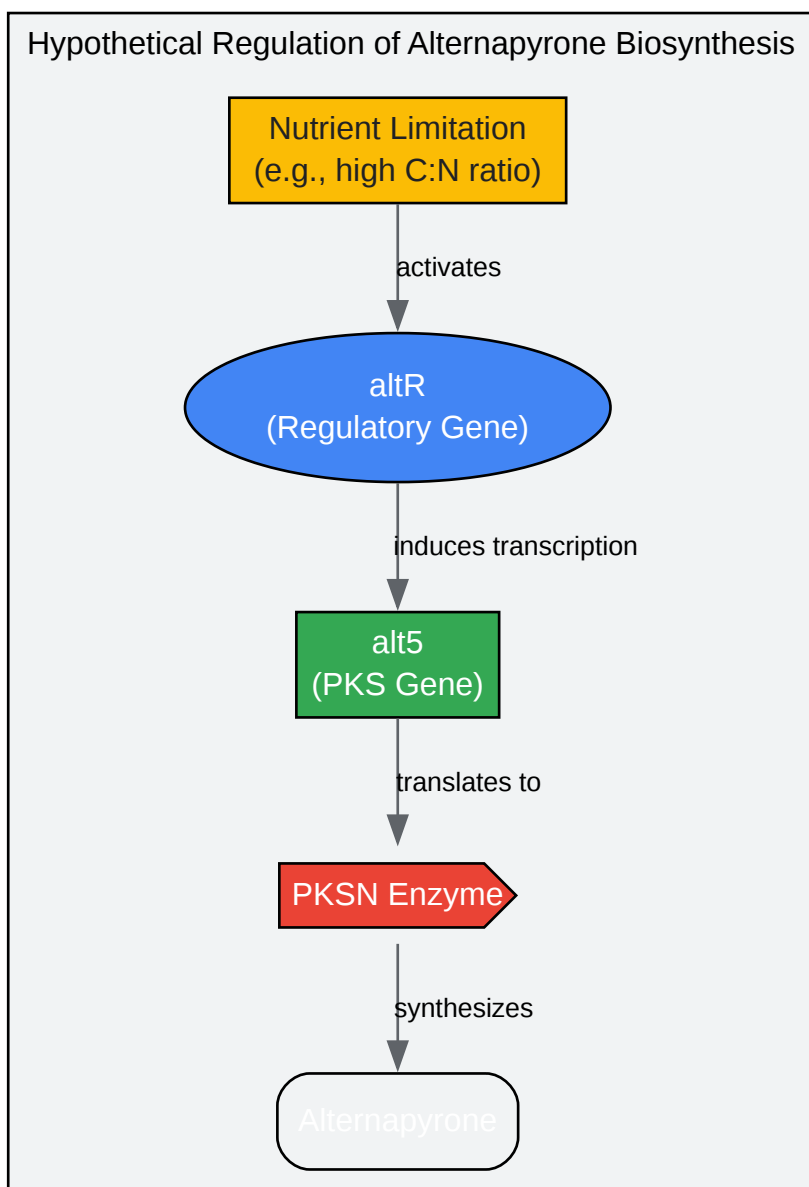 Hypothetical Regulation of Alternapyrone Biosynthesis
Nutrient Limitation
(e.g., high C:N ratio)
activates
altR
(Regulatory Gene)
induces transcription
alt5
(PKS Gene)
translates to
PKSN Enzyme
synthesizes
Alternapyrone